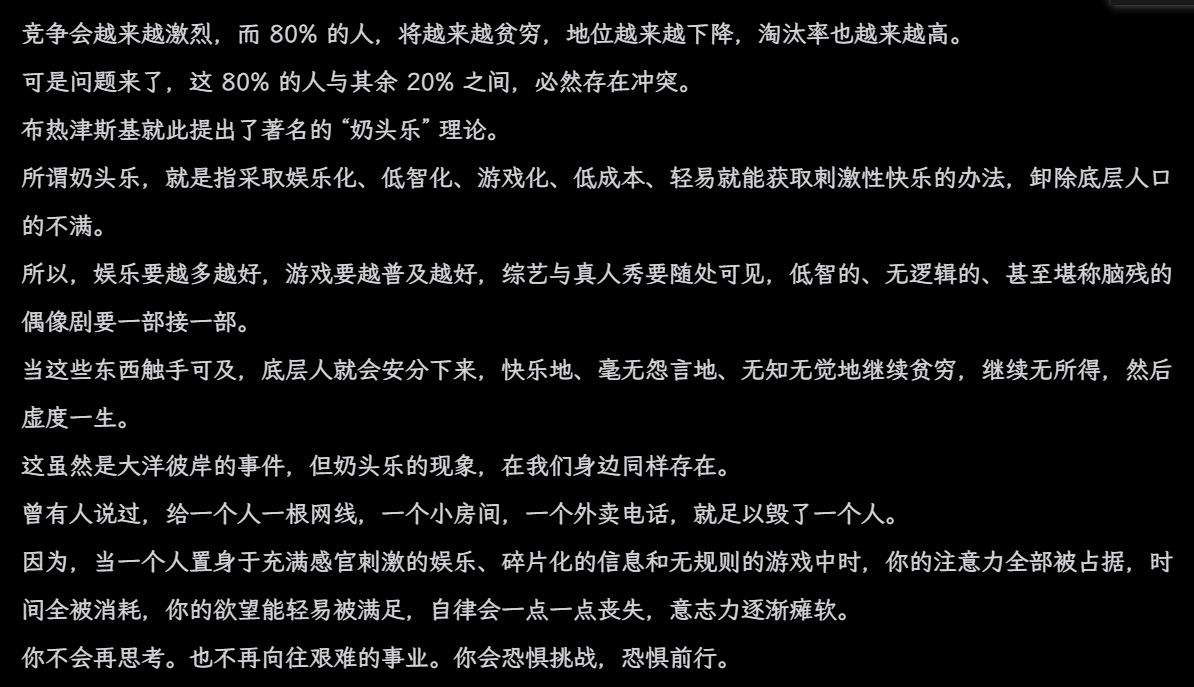 竞争会越来越激烈，而 80% 的人，将越来越贫穷，地位越来越下降，淘汰率也越来越高。
可是问题来了，这 80% 的人与其余 20% 之间，必然存在冲突。
布热津斯基就此提出了著名的 “奶头乐” 理论。
所谓奶头乐，就是指采取娱乐化、低智化、游戏化、低成本、轻易就能获取刺激性快乐的办法，卸除底层人口
的不满。
所以，娱乐要越多越好，游戏要越普及越好，综艺与真人秀要随处可见，低智的、无逻辑的、甚至堪称脑残的
偶像剧要一部接一部。
当这些东西触手可及，底层人就会安分下来，快乐地、毫无怨言地、无知无觉地继续贫穷，继续无所得，然后
虚度一生。
这虽然是大洋彼岸的事件，但奶头乐的现象，在我们身边同样存在。
曾有人说过，给一个人一根网线，一个小房间，一个外卖电话，就足以毁了一个人。
因为，当一个人置身于充满感官刺激的娱乐、碎片化的信息和无规则的游戏中时，你的注意力全部被占据，时
间全被消耗，你的欲望能轻易被满足，自律会一点一点丧失，意志力逐渐瘫软。
你不会再思考。也不再向往艰难的事业。你会恐惧挑战，恐惧前行。